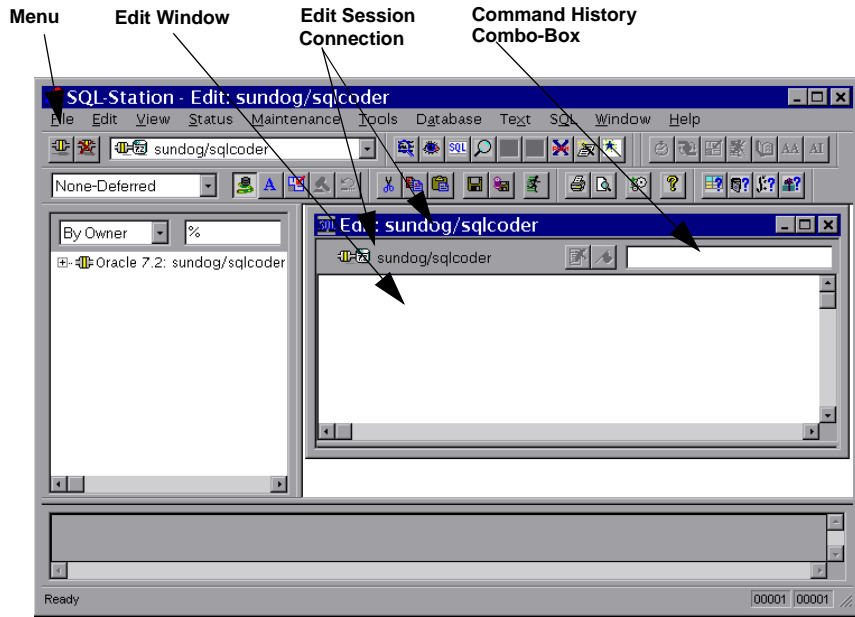 Menu
Edit Window
Edit Session
Connection
Command History
Combo-Box
SQL-Station - Edit: sundog/sqlcoder
File Edit View Status Maintenance Tools Database Text SQL Window Help
sundog/sqlcoder
SQL
AA
AI
None-Deferred
A
By Owner
%
Oracle 7.2: sundog/sqlcoder
SQL Edit: sundog/sqlcoder
sundog/sqlcoder
Ready
00001 00001